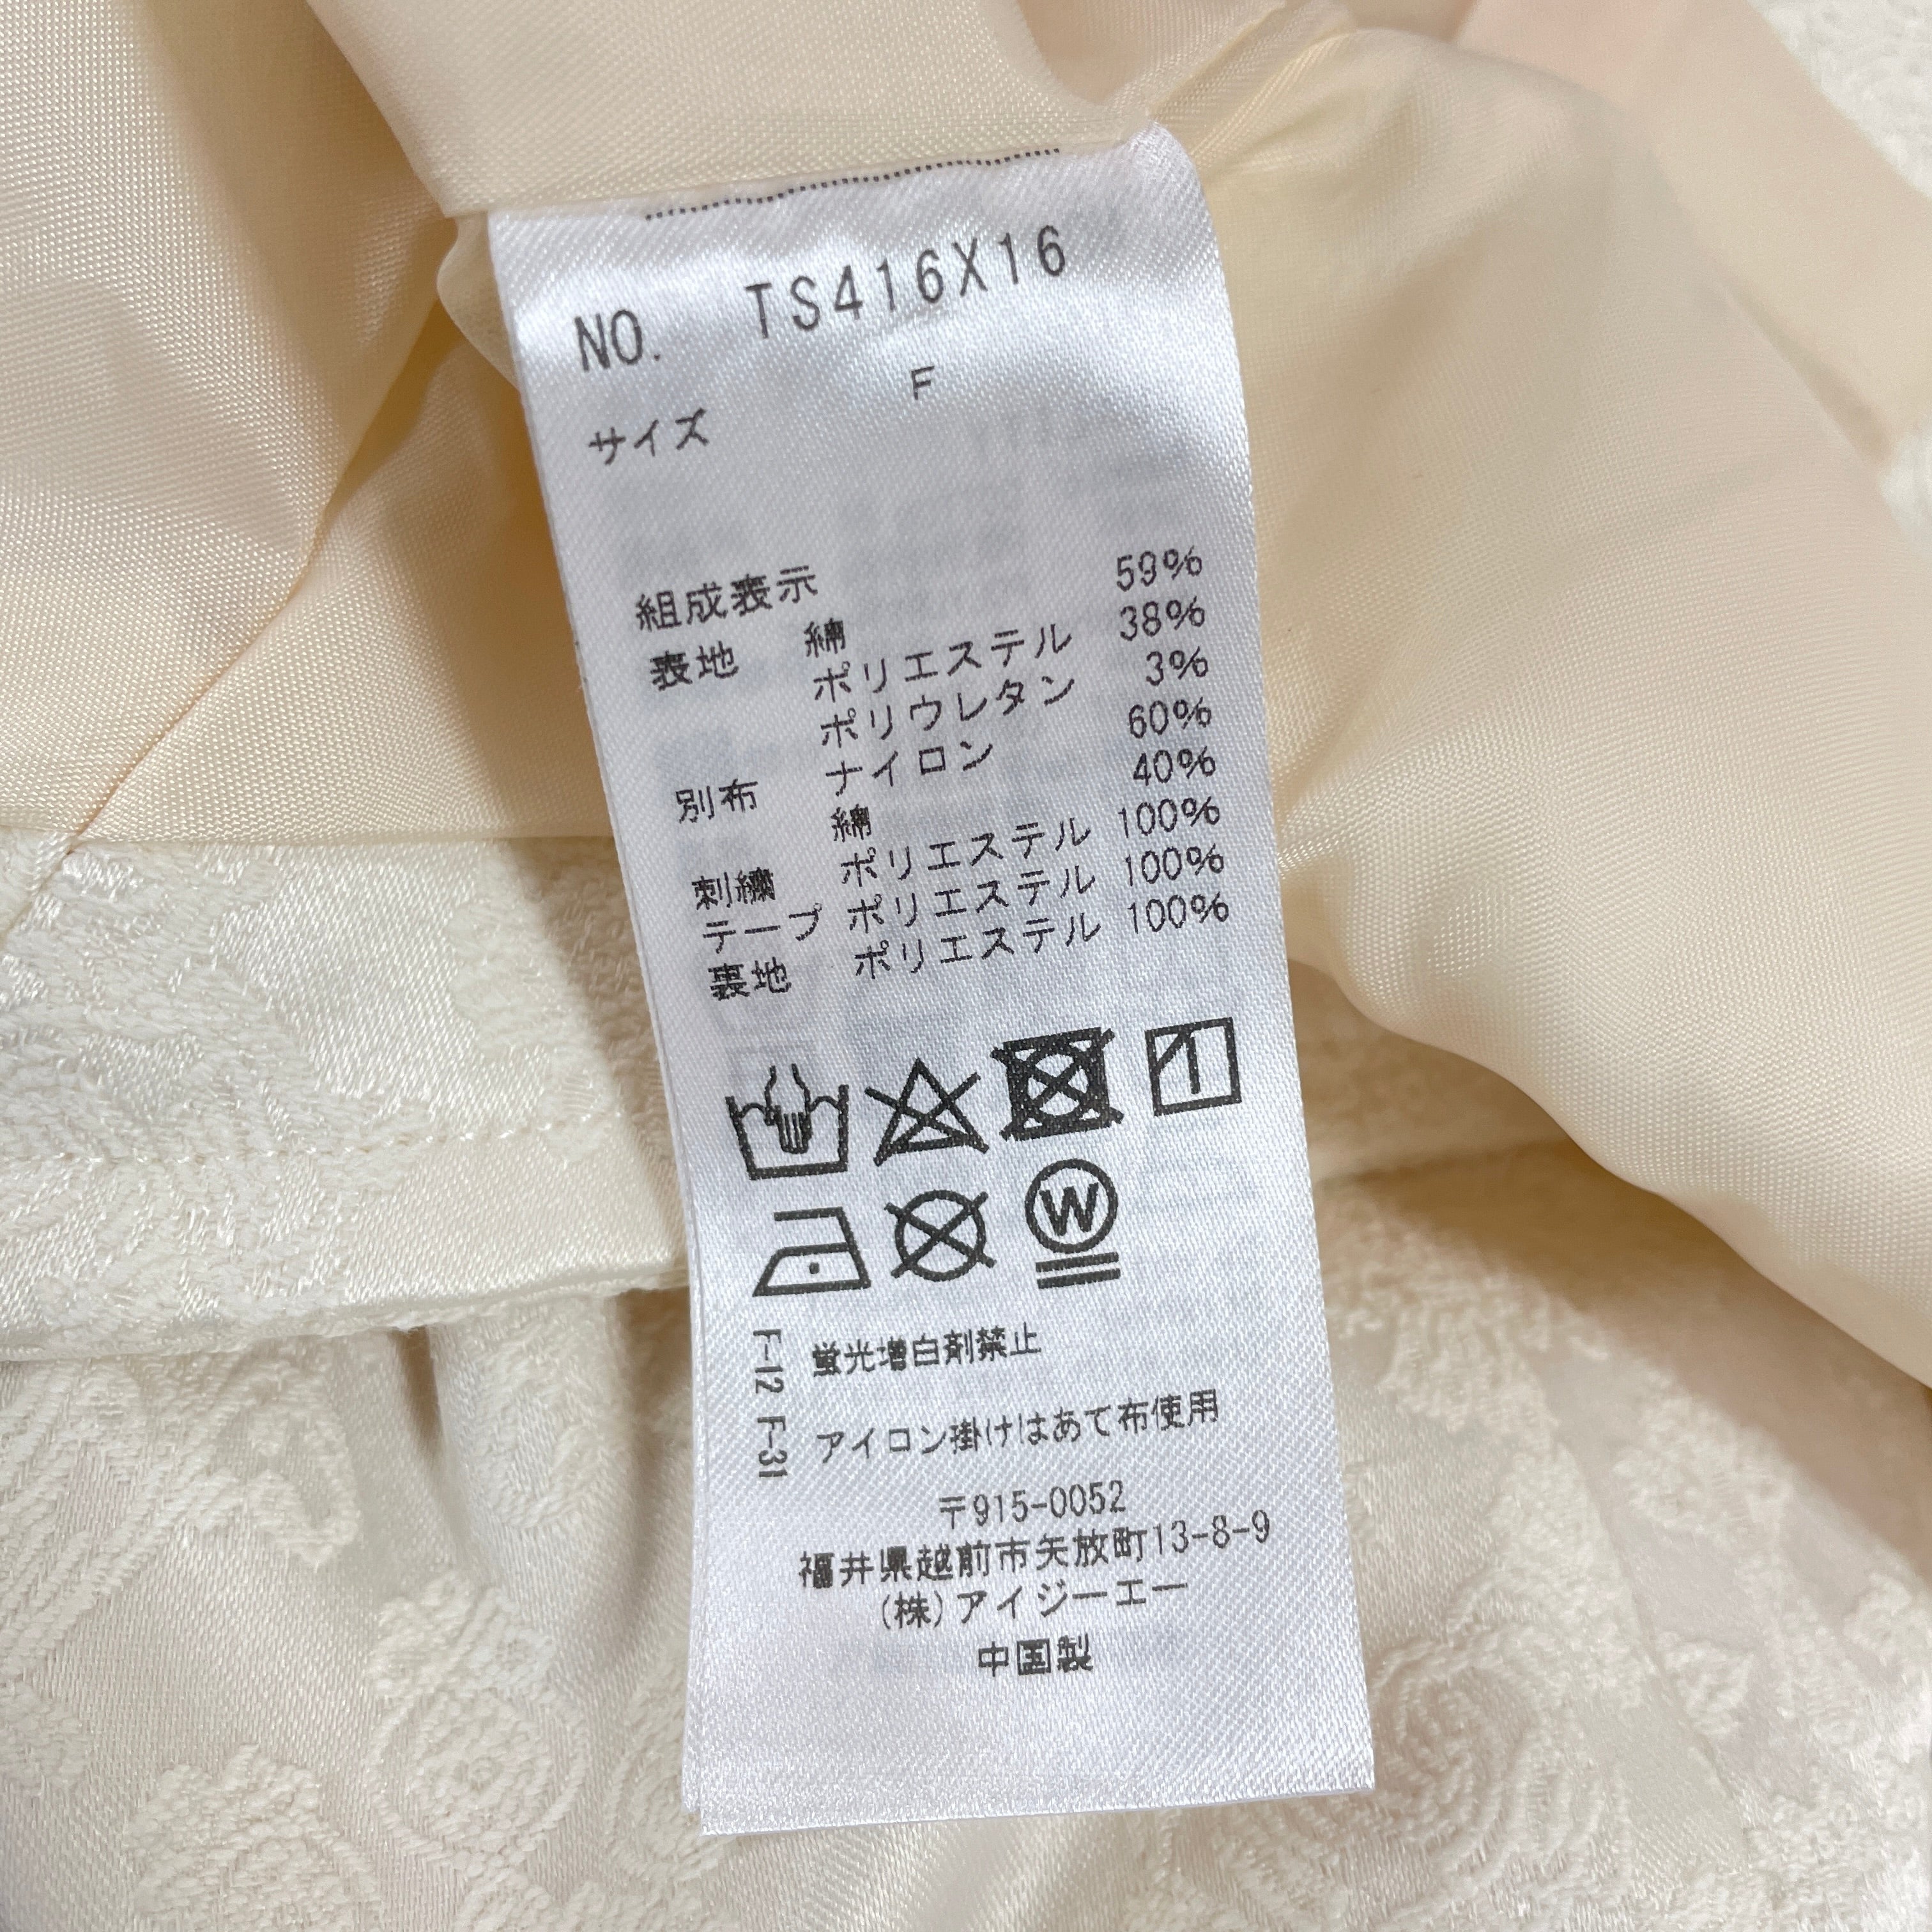 NO. TS416X16
サイズ F
組成表示
表地 綿 59%
ポリエステル 38%
ポリウレタン 3%
別布 ナイロン 60%
綿 40%
刺繍 ポリエステル 100%
テープ ポリエステル 100%
裏地 ポリエステル 100%
W
F-12 蛍光増白剤禁止
F-31 アイロン掛けはあて布使用
〒915-0052
福井県越前市矢放町13-8-9
(株)アイジーエー
中国製